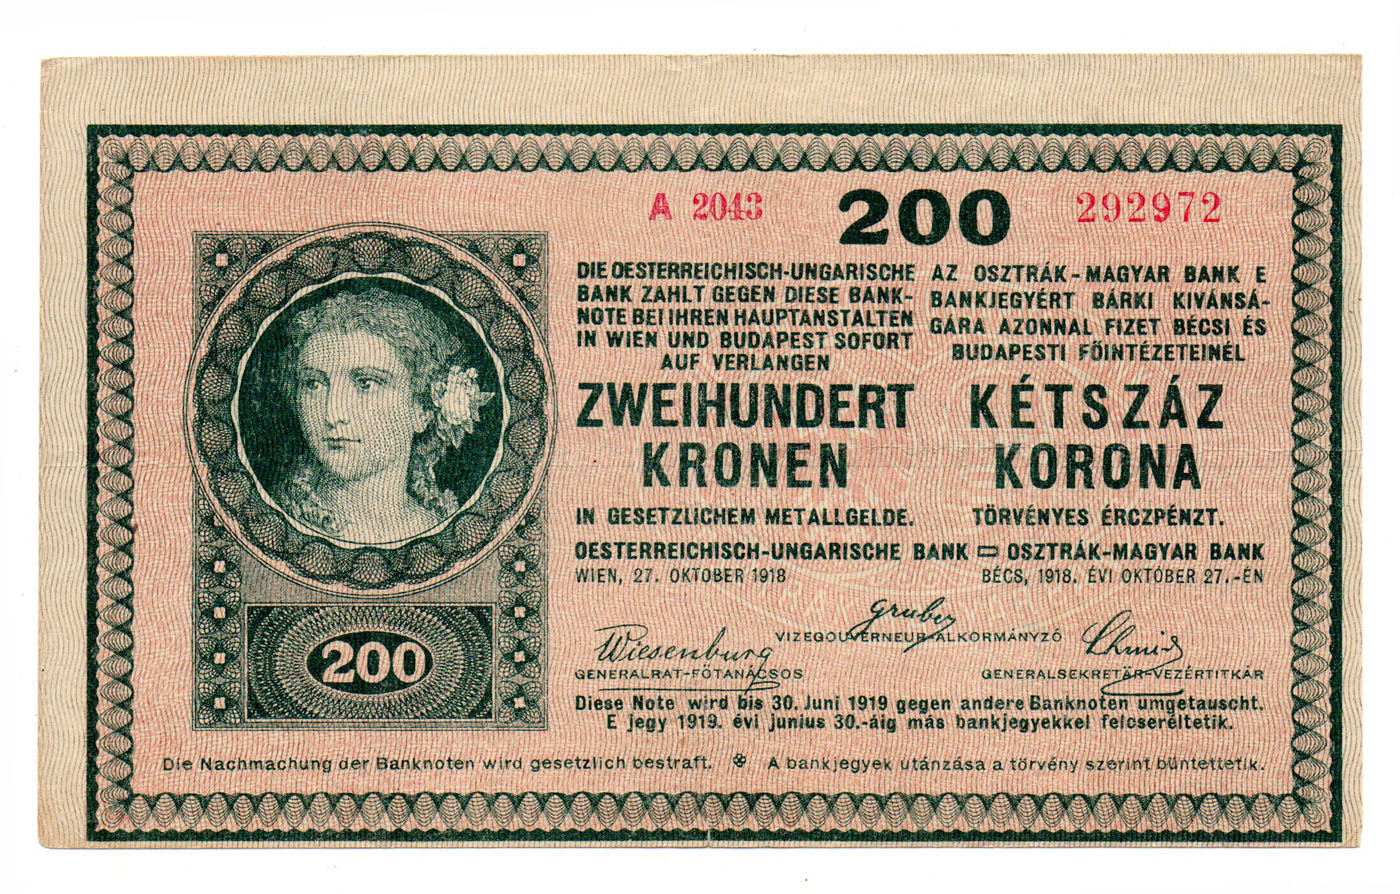 A 2043 200 292972
DIE OESTERREICHISCH-UNGARISCHE
BANK ZAHLT GEGEN DIESE BANK-
NOTE BEI IHREN HAUPTANSTALTEN
IN WIEN UND BUDAPEST SOFORT
AUF VERLANGEN
ZWEIHUNDERT
KRONEN
IN GESETZLICHEM METALLGELDE.
AZ OSZTRÁK-MAGYAR BANK E
BANKJEGYÉRT BÁRKI KIVÁNSÁ-
GÁRA AZONNAL FIZET BÉCSI ÉS
BUDAPESTI FŐINTÉZETEINÉL
KÉTSZÁZ
KORONA
TÖRVÉNYES ÉRCZPÉNZT.
OESTERREICHISCH-UNGARISCHE BANK OSZTRÁK-MAGYAR BANK
WIEN, 27. OKTOBER 1918
BÉCS, 1918. ÉVI OKTÓBER 27.-ÉN
Gruber
VIZEGOUVERNEUR-ALKORMÁNYZÓ
Wiesenburg
GENERALRAT-FŐTANÁCSOS
Schmid
GENERALSEKRETÄR-VEZÉRTITKÁR
200
Diese Note wird bis 30. Juni 1919 gegen andere Banknoten umgetauscht.
E jegy 1919. évi junius 30.-áig más bankjegyekkel felcseréltetik.
Die Nachmachung der Banknoten wird gesetzlich bestraft. A bankjegyek utánzása a törvény szerint büntettetik.